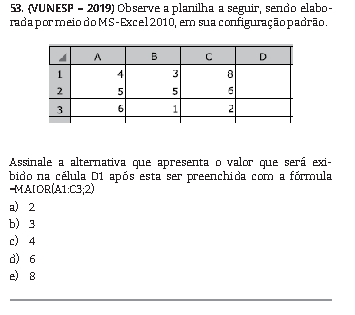 53. (VUNESP – 2019) Observe a planilha a seguir, sendo elabo-
rada por meio do MS-Excel 2010, em sua configuração padrão.
A B C D
1 4 3 8
2 5 5 6
3 6 1 2
Assinale a alternativa que apresenta o valor que será exi-
bido na célula D1 após esta ser preenchida com a fórmula
=MAIOR(A1:C3;2)
a) 2
b) 3
c) 4
d) 6
e) 8